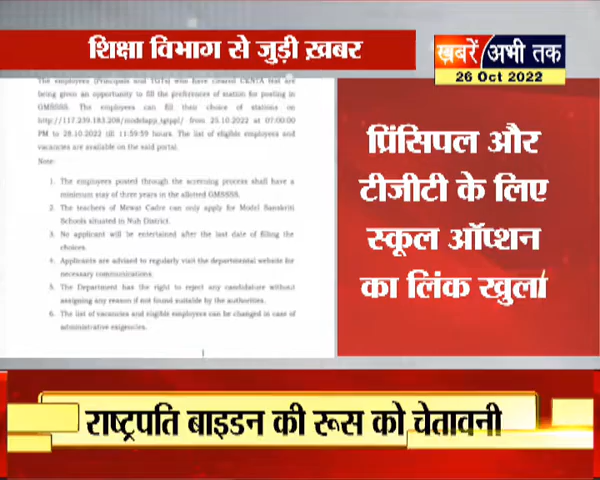 शिक्षा विभाग से जुड़ी ख़बर
ख़बरें अभी तक
26 Oct 2022
The employees (Principals and TGTs) who have cleared CENTA test are
being given an opportunity to fill the preferences of station for posting in
GMSSSS. The employees can fill their choice of stations on
http://117.239.183.208/modelapp_tgtppl/ from 25.10.2022 at 07:00:00
PM to 28.10.2022 till 11:59:59 hours. The list of eligible employees and
vacancies are available on the said portal.
Note:
1. The employees posted through the screening process shall have a
minimum stay of three years in the allotted GMSSSS.
2. The teachers of Mewat Cadre can only apply for Model Sanskriti
Schools situated in Nuh District.
3. No applicant will be entertained after the last date of filling the
choices.
4. Applicants are advised to regularly visit the departmental website for
necessary communications.
5. The Department has the right to reject any candidature without
assigning any reason if not found suitable by the authorities.
6. The list of vacancies and eligible employees can be changed in case of
administrative exigencies.
प्रिंसिपल और
टीजीटी के लिए
स्कूल ऑप्शन
का लिंक खुला
राष्ट्रपति बाइडन की रूस को चेतावनी